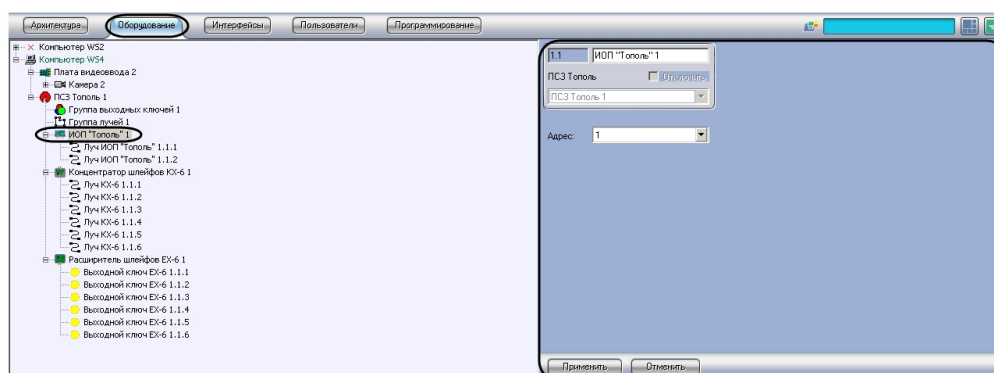 Архитектура Оборудование Интерфейсы Пользователи Программирование
Компьютер WS2
Компьютер WS4
Плата видеоввода 2
Камера 2
ПСЗ Тополь 1
Группа выходных ключей 1
Группа лучей 1
ИОП "Тополь" 1
Луч ИОП "Тополь" 1.1.1
Луч ИОП "Тополь" 1.1.2
Концентратор шлейфов КХ-6 1
Луч КХ-6 1.1.1
Луч КХ-6 1.1.2
Луч КХ-6 1.1.3
Луч КХ-6 1.1.4
Луч КХ-6 1.1.5
Луч КХ-6 1.1.6
Расширитель шлейфов ЕХ-6 1
Выходной ключ ЕХ-6 1.1.1
Выходной ключ ЕХ-6 1.1.2
Выходной ключ ЕХ-6 1.1.3
Выходной ключ ЕХ-6 1.1.4
Выходной ключ ЕХ-6 1.1.5
Выходной ключ ЕХ-6 1.1.6
1.1 ИОП "Тополь" 1
ПСЗ Тополь Отключить
ПСЗ Тополь 1
Адрес: 1
Применить Отменить